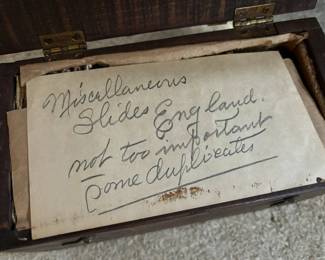 Miscellaneous
Slides England.
not too important
some duplicates